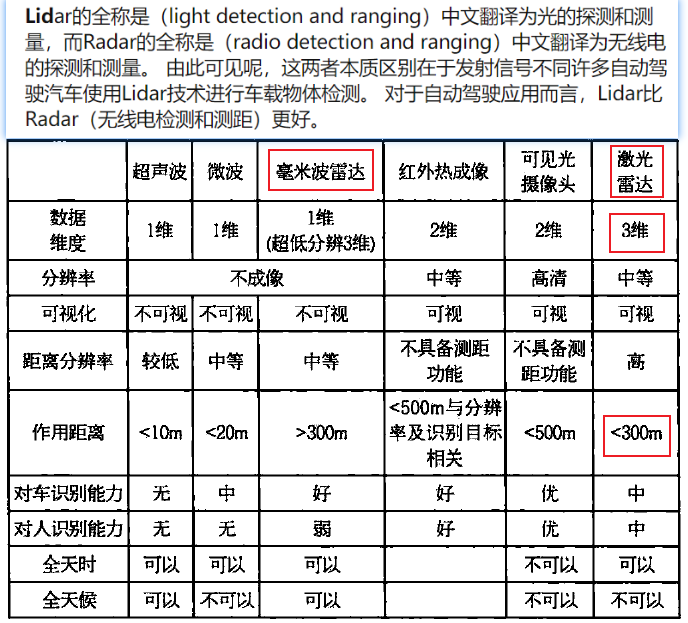 Lidar的全称是（light detection and ranging）中文翻译为光的探测和测
量，而Radar的全称是（radio detection and ranging）中文翻译为无线电
的探测和测量。 由此可见呢，这两者本质区别在于发射信号不同许多自动驾
驶汽车使用Lidar技术进行车载物体检测。 对于自动驾驶应用而言，Lidar比
Radar（无线电检测和测距）更好。
超声波 微波 毫米波雷达 红外热成像 可见光摄像头 激光雷达
数据维度 1维 1维 1维(超低分辨3维) 2维 2维 3维
分辨率 不成像 中等 高清 中等
可视化 不可视 不可视 不可视 可视 可视 可视
距离分辨率 较低 中等 中等 不具备测距功能 不具备测距功能 高
作用距离 <10m <20m >300m <500m与分辨率及识别目标相关 <500m <300m
对车识别能力 无 中 好 好 优 中
对人识别能力 无 无 弱 好 优 中
全天时 可以 可以 可以 不可以 可以
全天候 可以 不可以 可以 不可以 不可以